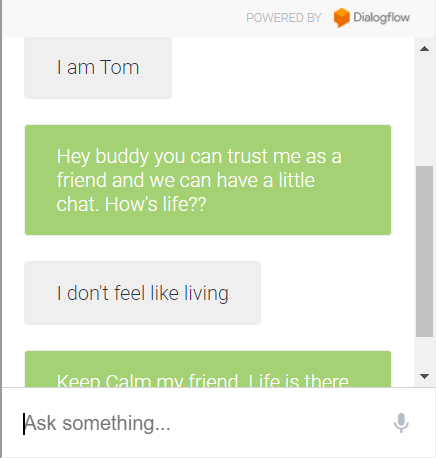 POWERED BY Dialogflow
I am Tom
Hey buddy you can trust me as a
friend and we can have a little
chat. How's life??
I don't feel like living
Keep Calm my friend. Life is there
Ask something...